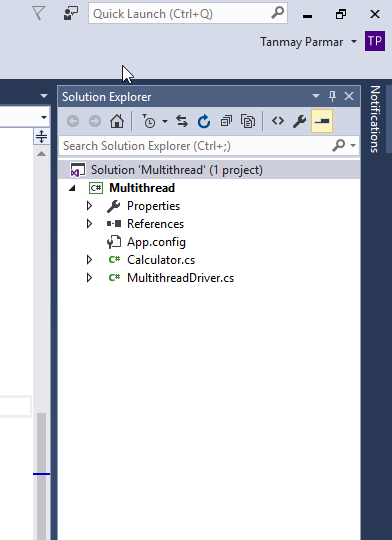 Quick Launch (Ctrl+Q)
Tanmay Parmar TP
Solution Explorer
Search Solution Explorer (Ctrl+;)
Solution 'Multithread' (1 project)
C# Multithread
Properties
References
App.config
C# Calculator.cs
C# MultithreadDriver.cs
Notifications